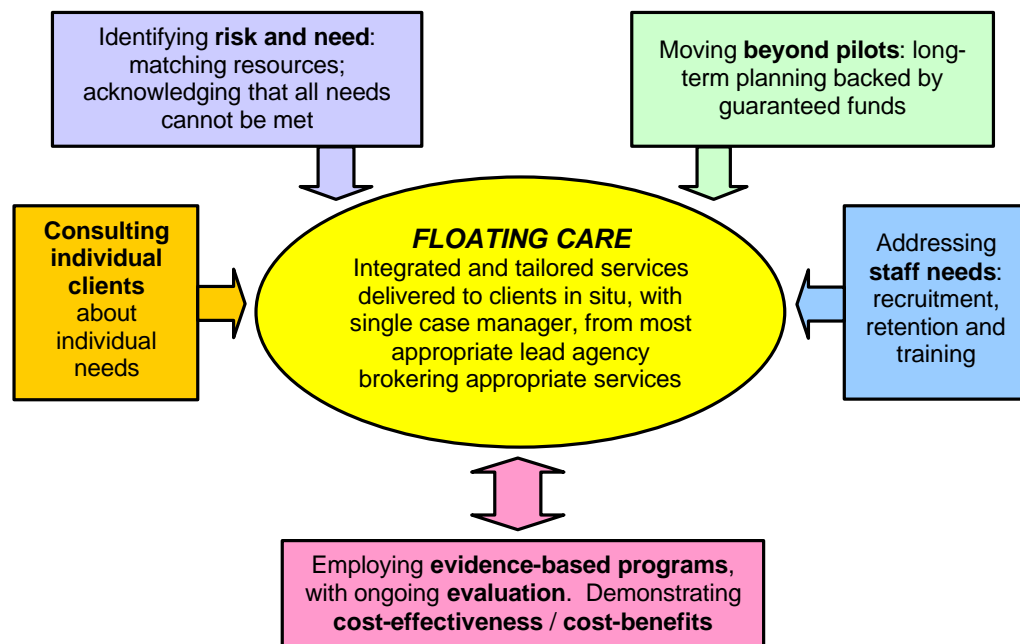 Identifying risk and need:
matching resources;
acknowledging that all needs
cannot be met
Moving beyond pilots: long-
term planning backed by
guaranteed funds
Consulting
individual
clients
about
individual
needs
FLOATING CARE
Integrated and tailored services
delivered to clients in situ, with
single case manager, from most
appropriate lead agency
brokering appropriate services
Addressing
staff needs:
recruitment,
retention and
training
Employing evidence-based programs,
with ongoing evaluation.  Demonstrating
cost-effectiveness / cost-benefits